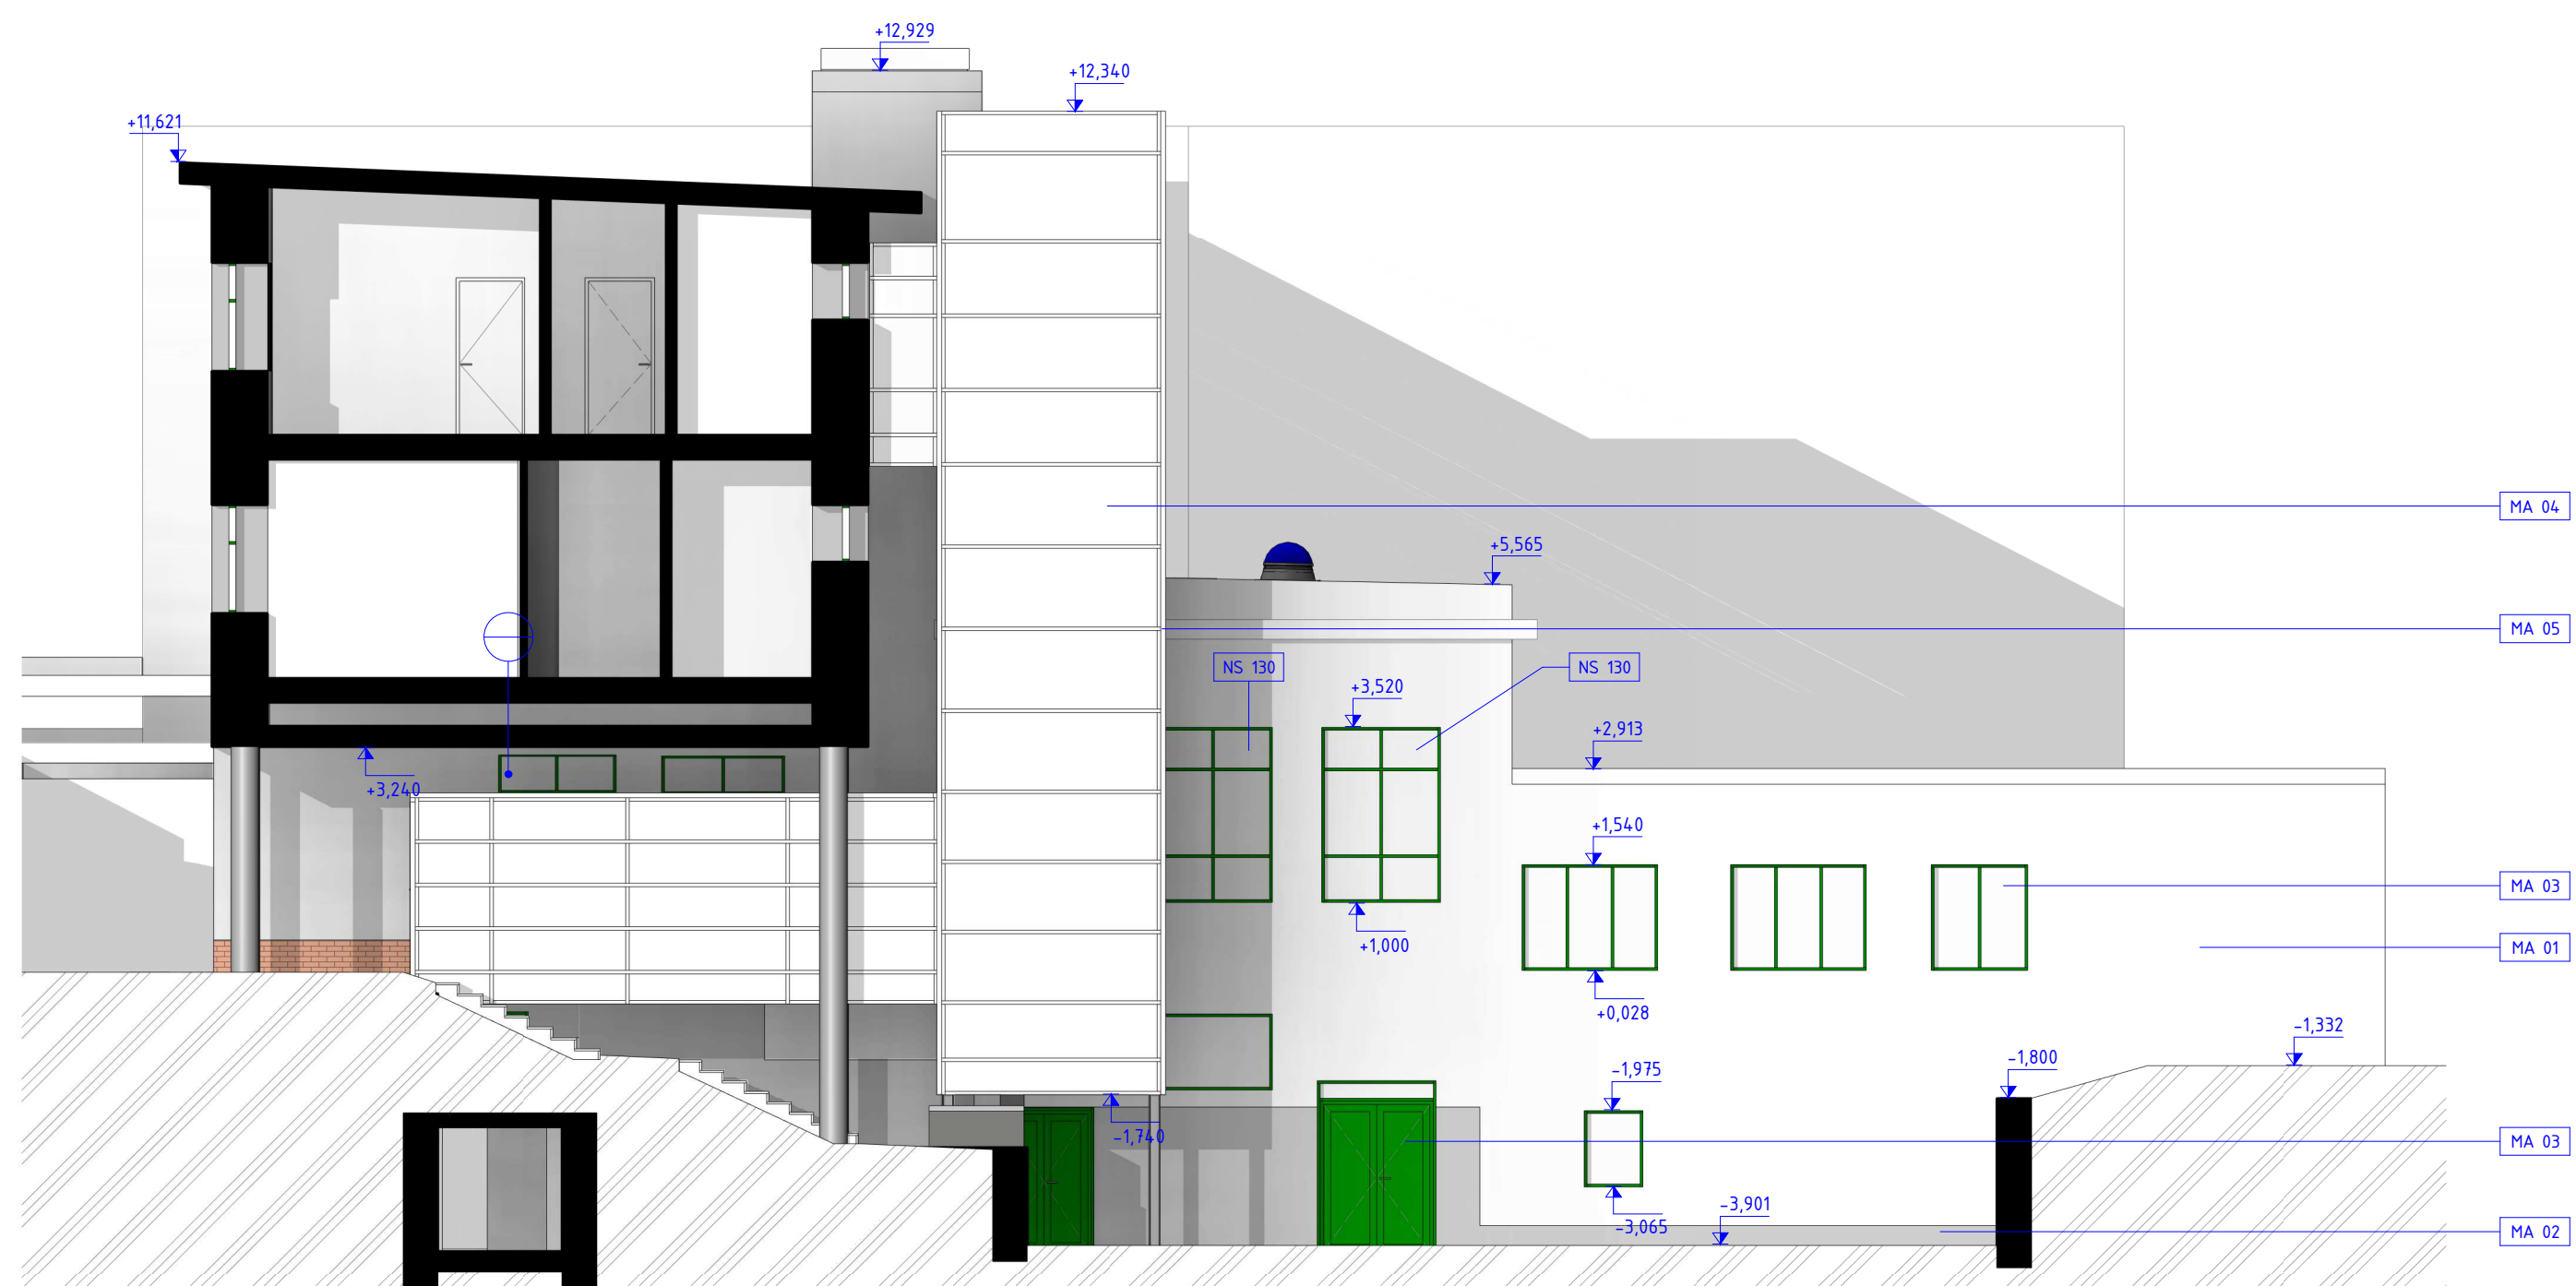 +12,929
+12,340
+11,621
MA 04
+5,565
MA 05
NS 130
NS 130
+3,520
+2,913
+3,240
+1,540
MA 03
+1,000
MA 01
+0,028
-1,332
-1,800
-1,975
-1,740
MA 03
-3,901
-3,065
MA 02